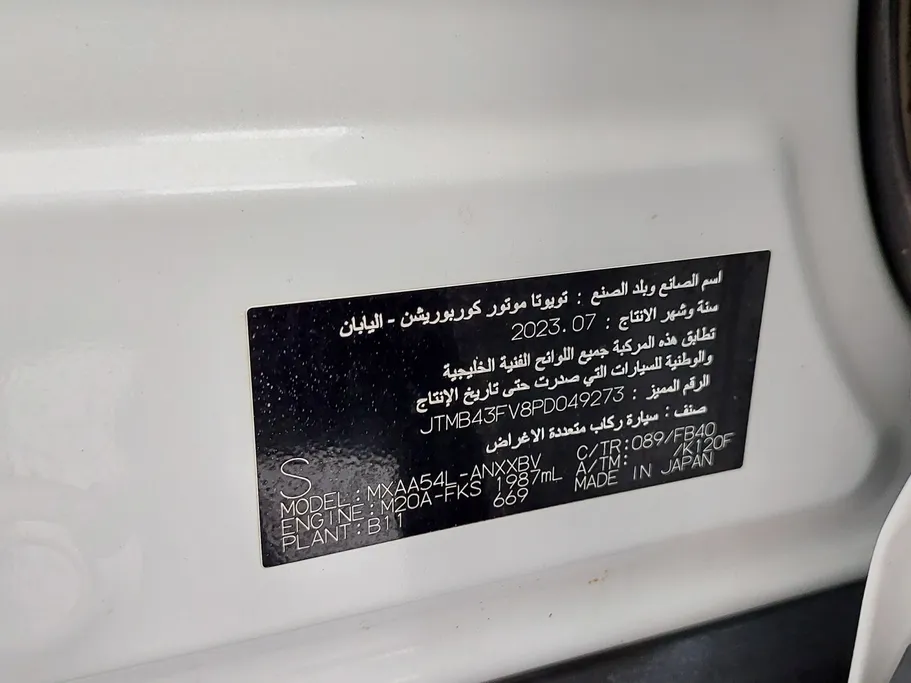 اسم الصانع وبلد الصنع : تويوتا موتور كوربوريشن - اليابان
سنة وشهر الانتاج : 2023.07
تطابق هذه المركبة جميع اللوائح الفنية الخليجية
والوطنية للسيارات التي صدرت حتى تاريخ الإنتاج
الرقم المميز : JTMB43FV8PD049273
صنف : سيارة ركاب متعددة الاغراض
S
MODEL:MXAA54L-ANXXBV C/TR:089/FB40
ENGINE:M20A-FKS 1987mL A/TM: /K120F
PLANT:B11 669 MADE IN JAPAN